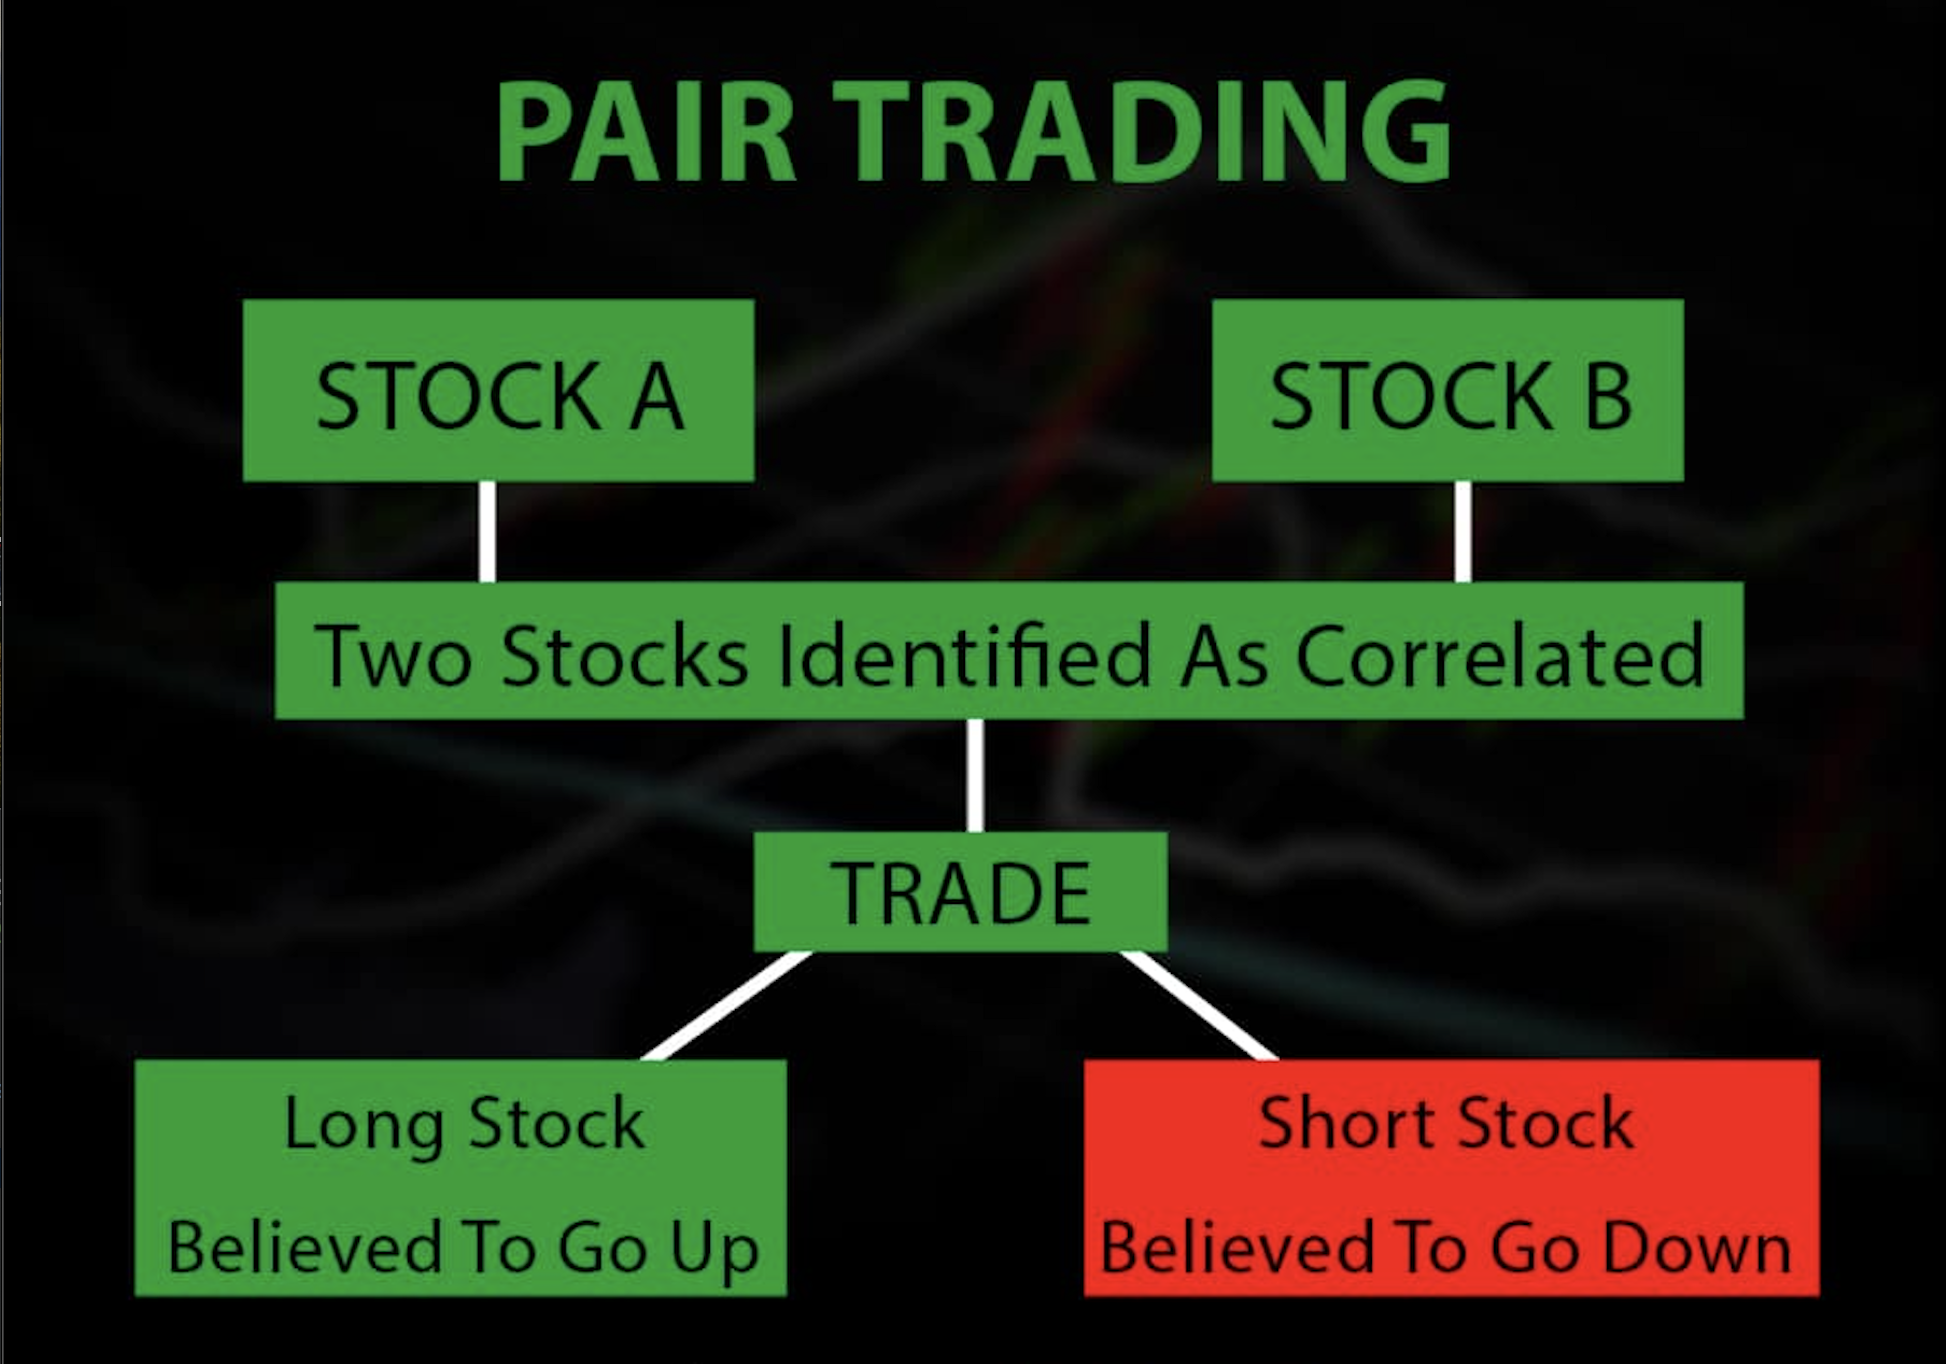 PAIR TRADING
STOCK A
STOCK B
Two Stocks Identified As Correlated
TRADE
Long Stock
Believed To Go Up
Short Stock
Believed To Go Down